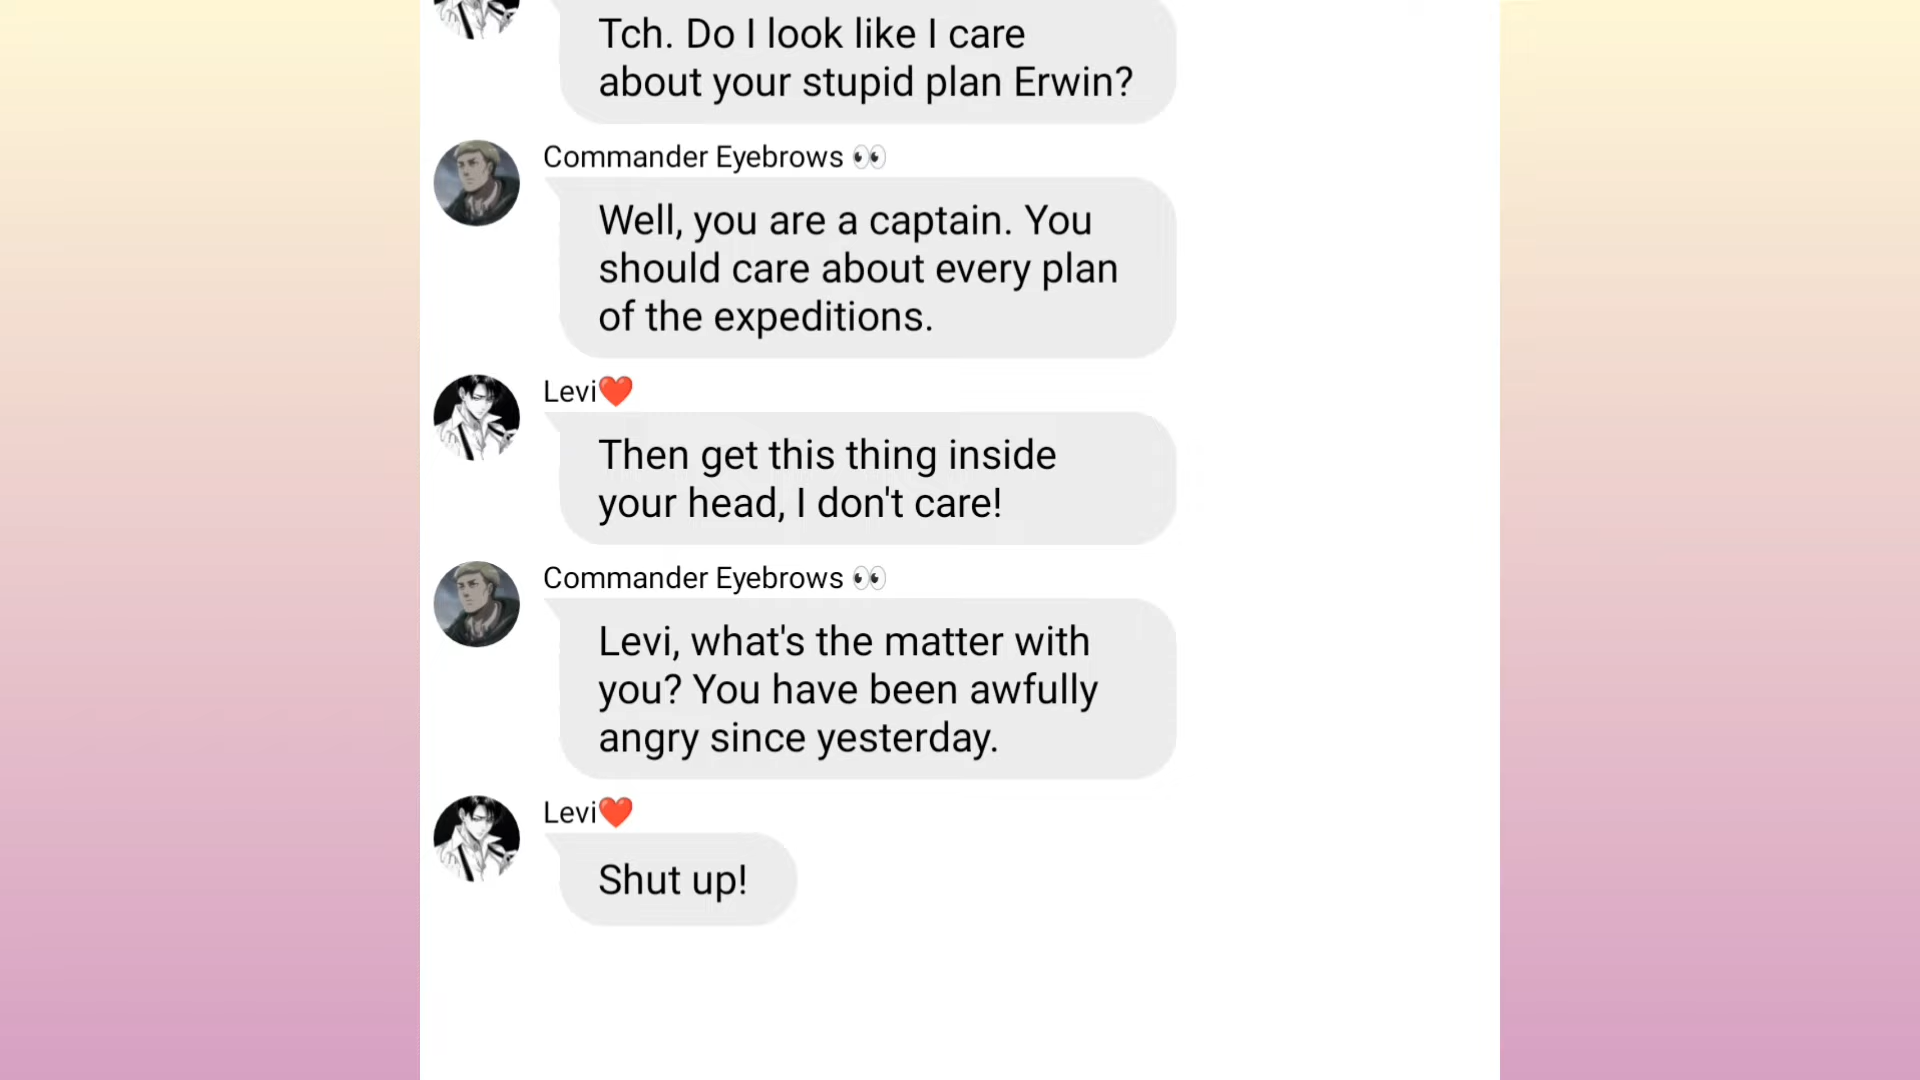 Tch. Do I look like I care
about your stupid plan Erwin?
Commander Eyebrows 👀
Well, you are a captain. You
should care about every plan
of the expeditions.
Levi❤️
Then get this thing inside
your head, I don't care!
Commander Eyebrows 👀
Levi, what's the matter with
you? You have been awfully
angry since yesterday.
Levi❤️
Shut up!